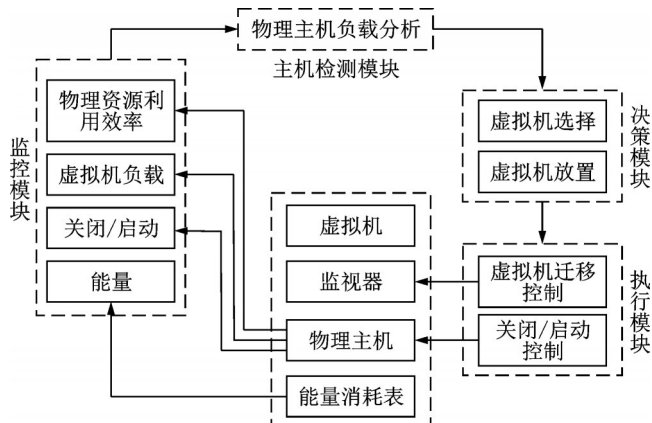 物理主机负载分析
主机检测模块
监控模块
物理资源利
用效率
虚拟机负载
关闭/启动
能量
虚拟机
监视器
物理主机
能量消耗表
决策模块
虚拟机选择
虚拟机放置
执行模块
虚拟机迁移
控制
关闭/启动
控制